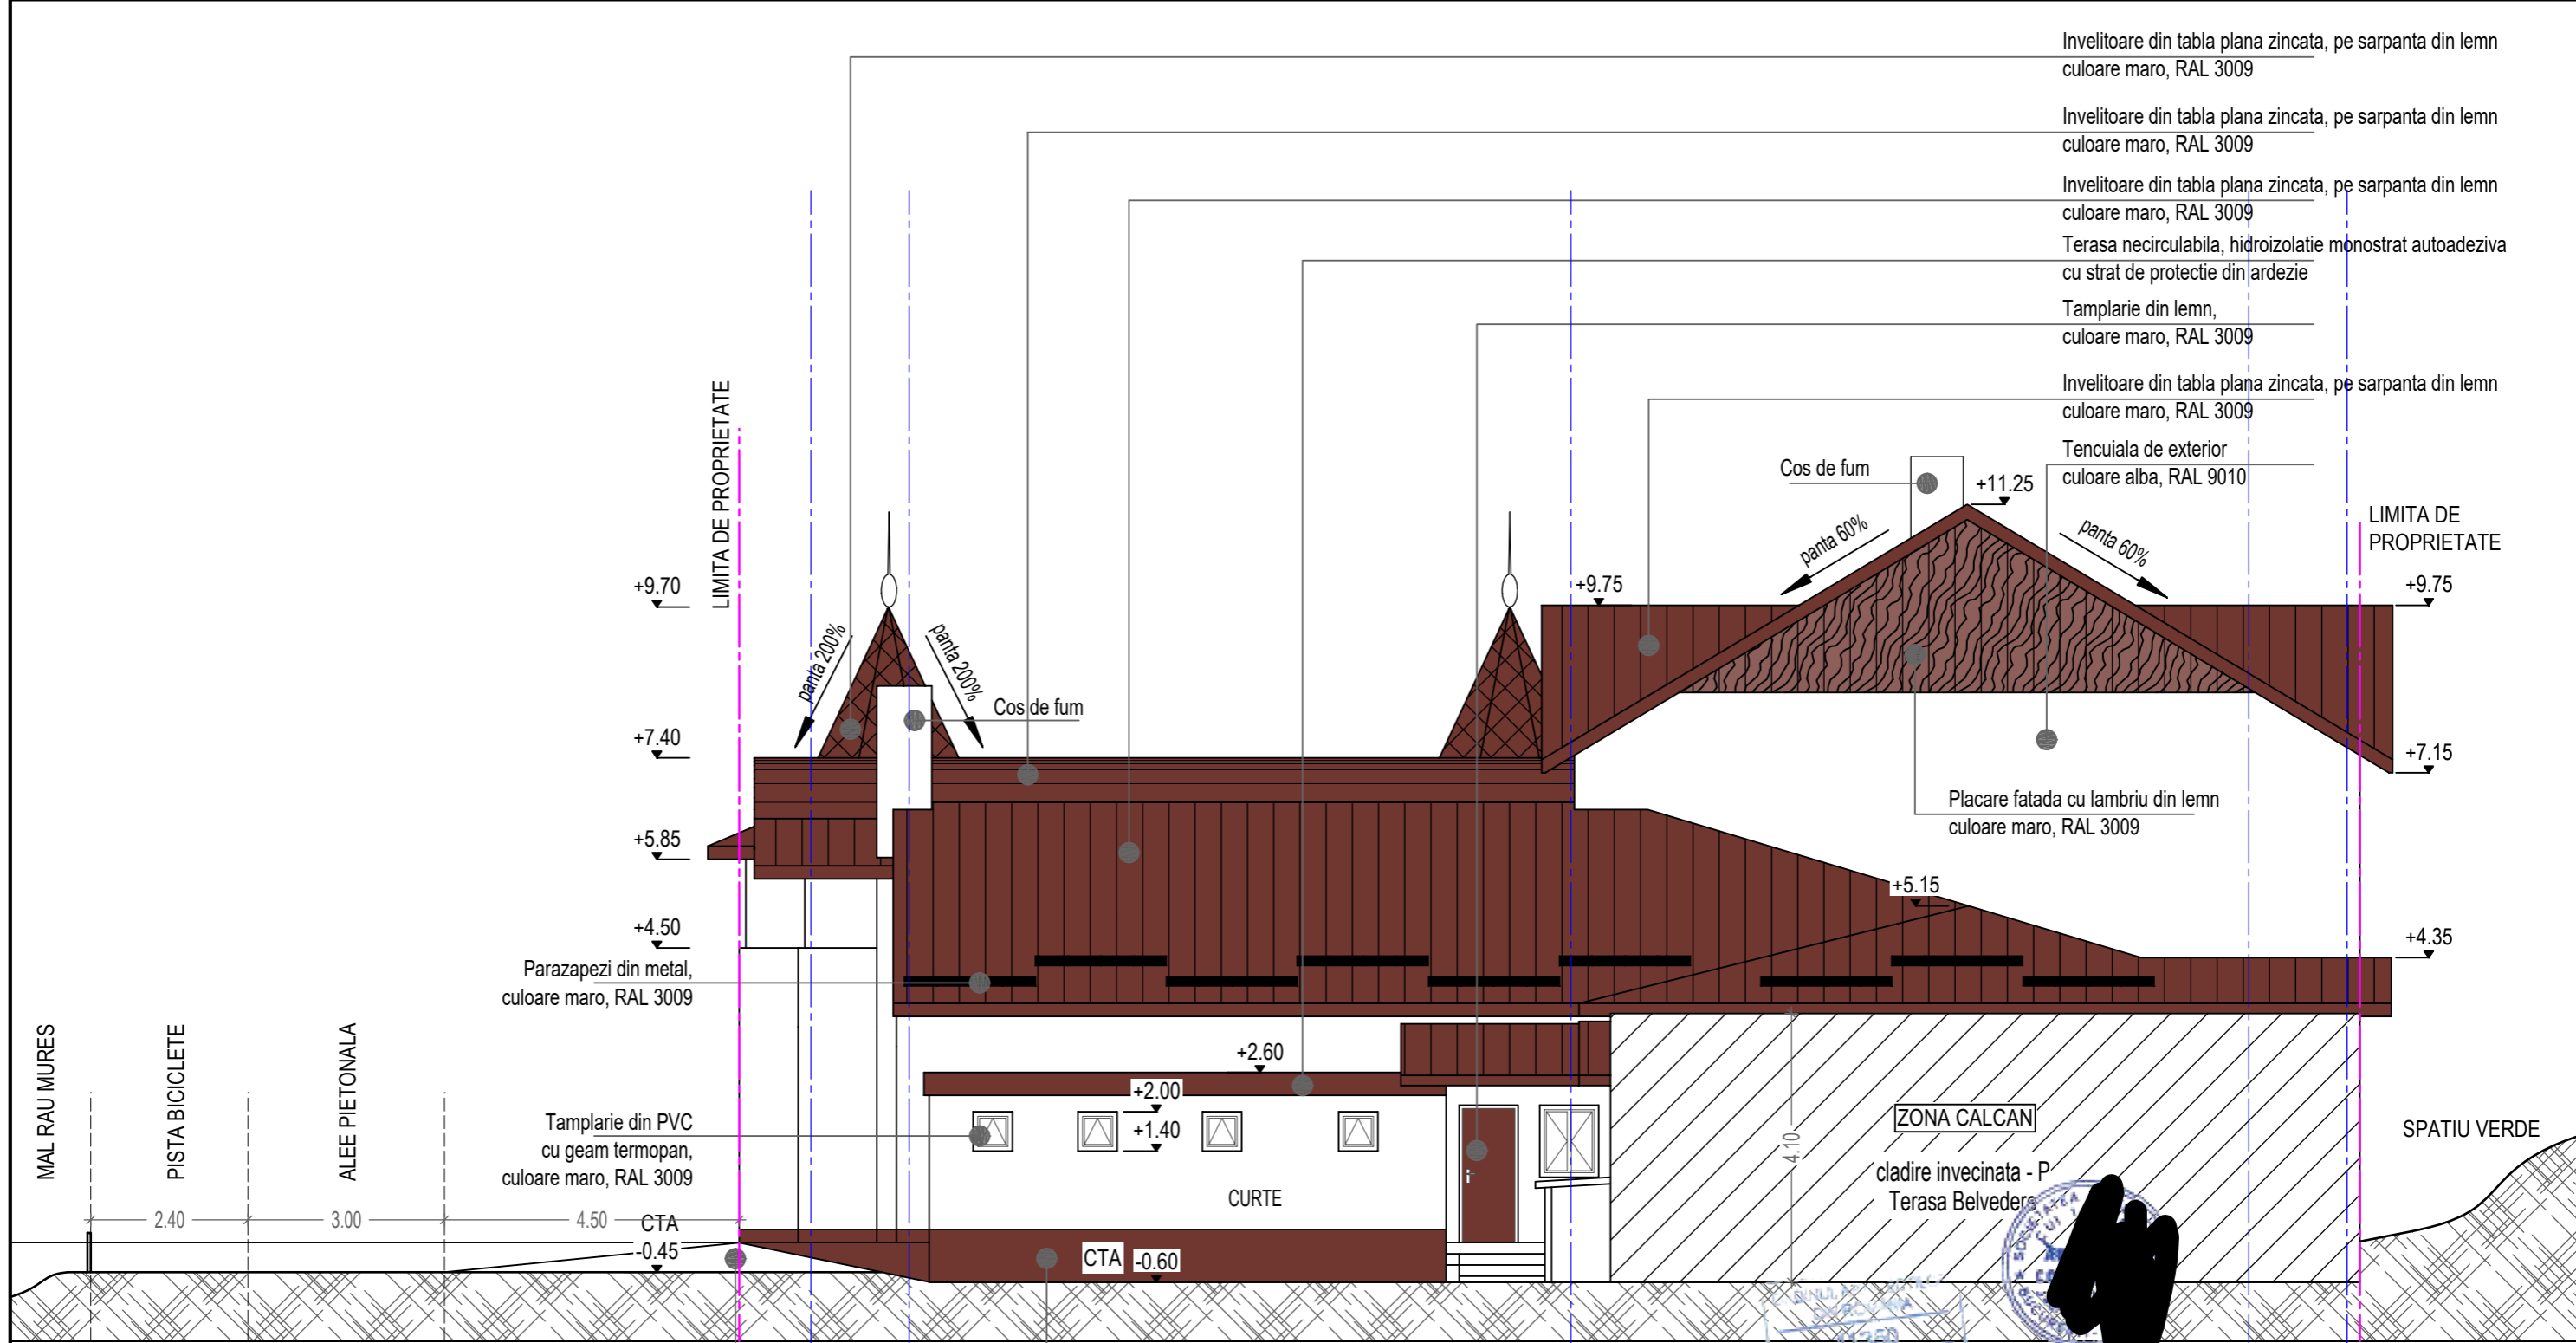 Invelitoare din tabla plana zincata, pe sarpanta din lemn
culoare maro, RAL 3009
Invelitoare din tabla plana zincata, pe sarpanta din lemn
culoare maro, RAL 3009
Invelitoare din tabla plana zincata, pe sarpanta din lemn
culoare maro, RAL 3009
Terasa necirculabila, hidroizolatie monostrat autoadeziva
cu strat de protectie din ardezie
Tamplarie din lemn,
culoare maro, RAL 3009
Invelitoare din tabla plana zincata, pe sarpanta din lemn
culoare maro, RAL 3009
Tencuiala de exterior
culoare alba, RAL 9010
Cos de fum
+11.25
LIMITA DE
PROPRIETATE
LIMITA DE PROPRIETATE
panta 60%
panta 60%
+9.70
+9.75
+9.75
panta 200%
panta 200%
Cos de fum
+7.40
+7.15
Placare fatada cu lambriu din lemn
culoare maro, RAL 3009
+5.85
+5.15
+4.50
+4.35
Parazapezi din metal,
culoare maro, RAL 3009
MAL RAU MURES
PISTA BICICLETE
ALEE PIETONALA
+2.60
+2.00
+1.40
Tamplarie din PVC
cu geam termopan,
culoare maro, RAL 3009
4.10
ZONA CALCAN
SPATIU VERDE
cladire invecinata - P
Terasa Belvedere
CURTE
2.40
3.00
4.50
CTA
-0.45
CTA
-0.60
SOCIETATEA